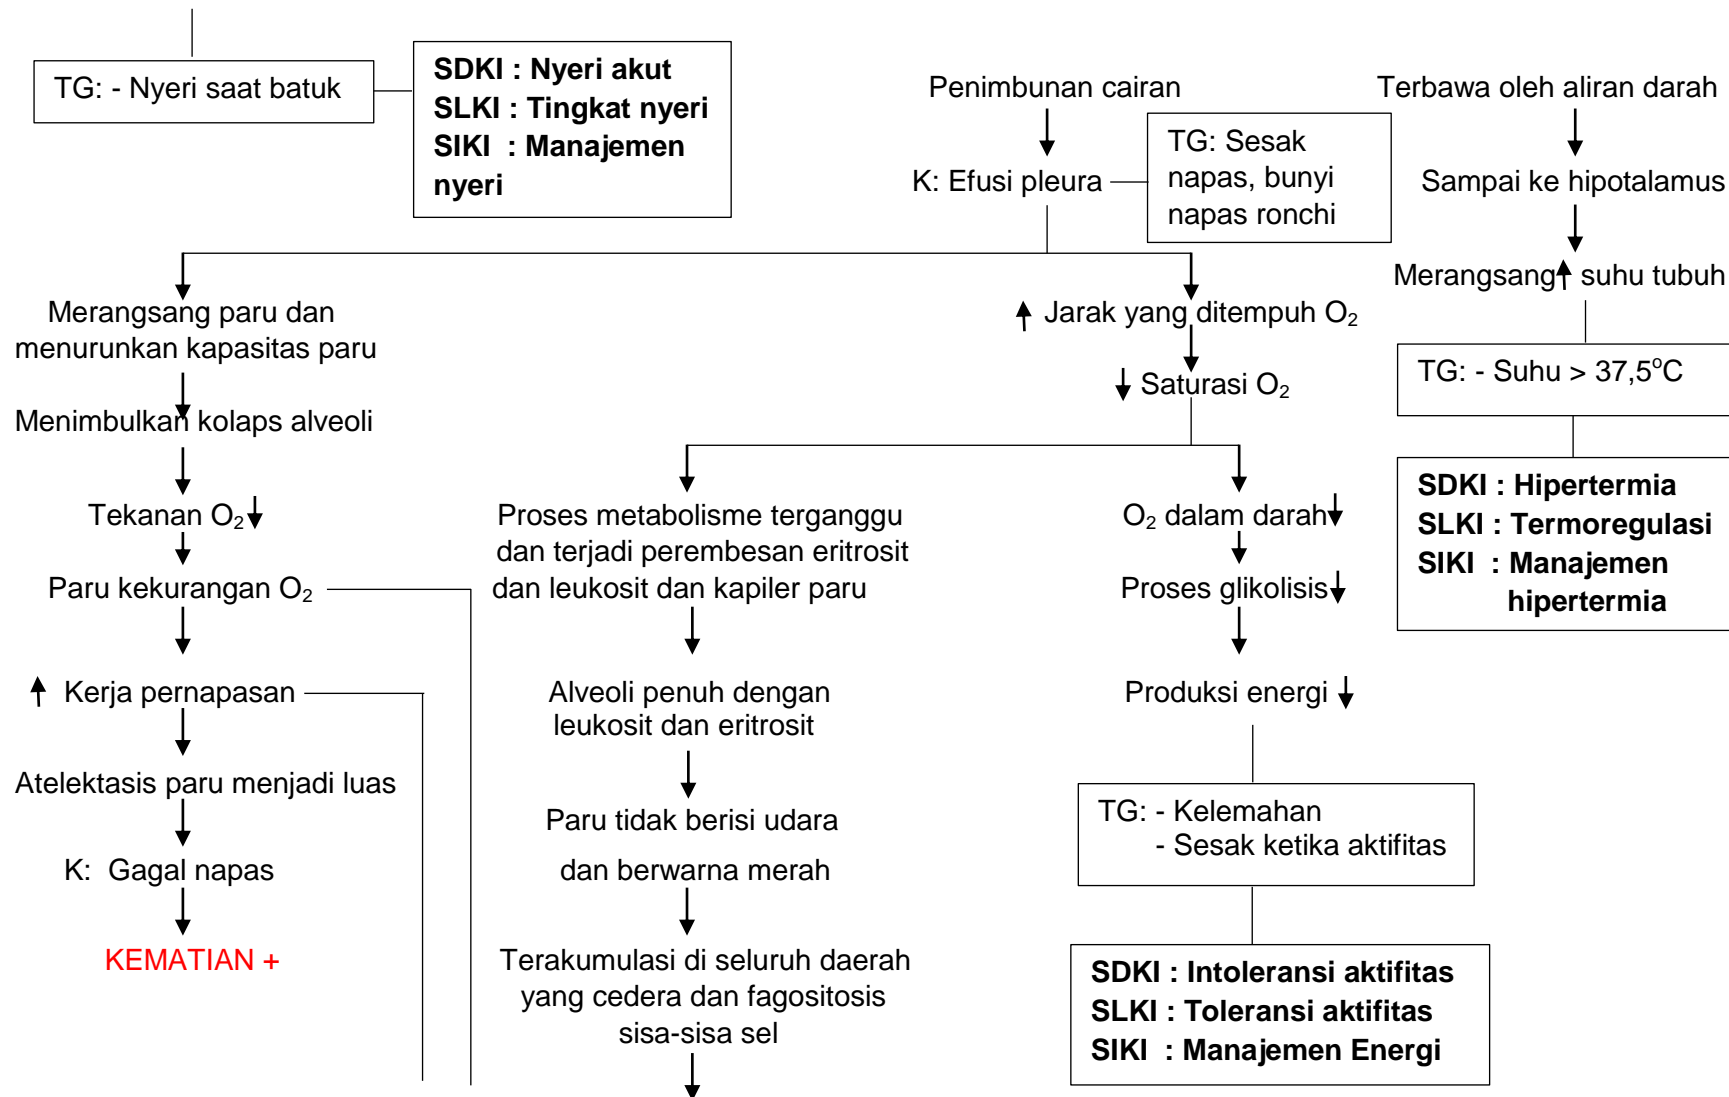 TG: - Nyeri saat batuk
SDKI : Nyeri akut
SLKI : Tingkat nyeri
SIKI : Manajemen
nyeri
Penimbunan cairan
K: Efusi pleura
TG: Sesak
napas, bunyi
napas ronchi
Terbawa oleh aliran darah
Sampai ke hipotalamus
Merangsang↑ suhu tubuh
TG: - Suhu > 37,5°C
SDKI : Hipertermia
SLKI : Termoregulasi
SIKI : Manajemen
hipertermia
Merangsang paru dan
menurunkan kapasitas paru
Menimbulkan kolaps alveoli
Tekanan O₂↓
Paru kekurangan O₂
↑ Kerja pernapasan
Atelektasis paru menjadi luas
K: Gagal napas
KEMATIAN +
↑ Jarak yang ditempuh O₂
↓ Saturasi O₂
Proses metabolisme terganggu
dan terjadi perembesan eritrosit
dan leukosit dan kapiler paru
Alveoli penuh dengan
leukosit dan eritrosit
Paru tidak berisi udara
dan berwarna merah
Terakumulasi di seluruh daerah
yang cedera dan fagositosis
sisa-sisa sel
O₂ dalam darah↓
Proses glikolisis↓
Produksi energi ↓
TG: - Kelemahan
- Sesak ketika aktifitas
SDKI : Intoleransi aktifitas
SLKI : Toleransi aktifitas
SIKI : Manajemen Energi